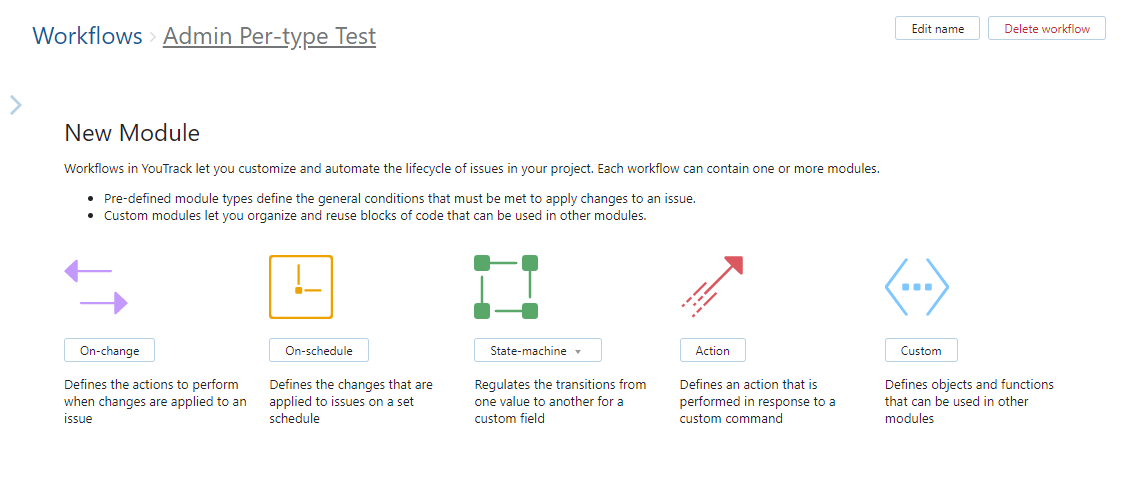 Workflows › Admin Per-type Test
Edit name
Delete workflow
New Module
Workflows in YouTrack let you customize and automate the lifecycle of issues in your project. Each workflow can contain one or more modules.
Pre-defined module types define the general conditions that must be met to apply changes to an issue.
Custom modules let you organize and reuse blocks of code that can be used in other modules.
On-change
Defines the actions to perform
when changes are applied to an
issue
On-schedule
Defines the changes that are
applied to issues on a set
schedule
State-machine
Regulates the transitions from
one value to another for a
custom field
Action
Defines an action that is
performed in response to a
custom command
Custom
Defines objects and functions
that can be used in other
modules